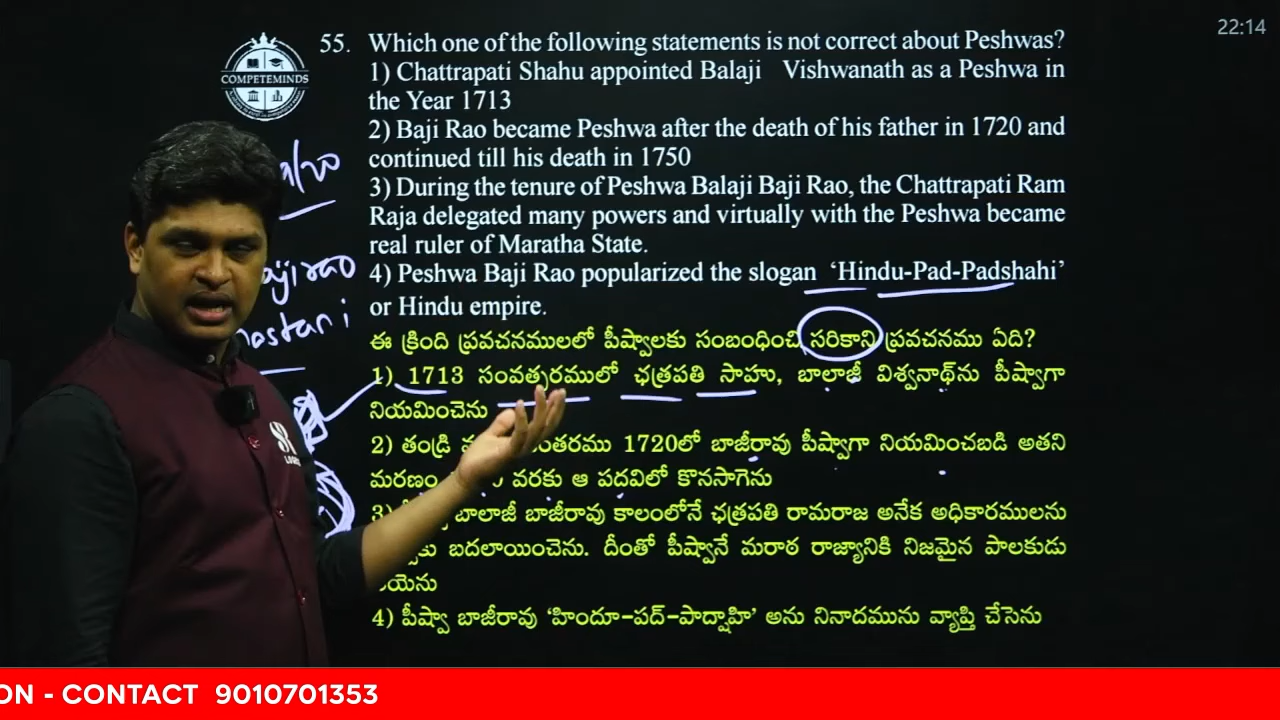 22:14
COMPETEMINDS
55. Which one of the following statements is not correct about Peshwas?
1) Chattrapati Shahu appointed Balaji Vishwanath as a Peshwa in
the Year 1713
2) Baji Rao became Peshwa after the death of his father in 1720 and
continued till his death in 1750
3) During the tenure of Peshwa Balaji Baji Rao, the Chattrapati Ram
Raja delegated many powers and virtually with the Peshwa became
real ruler of Maratha State.
4) Peshwa Baji Rao popularized the slogan ‘Hindu-Pad-Padshahi’
or Hindu empire.
ఈ క్రింది ప్రవచనములలో పీష్వాలకు సంబంధించి సరికాని ప్రవచనము ఏది?
1) 1713 సంవత్సరములో ఛత్రపతి సాహు, బాలాజీ విశ్వనాథ్‌ను పీష్వాగా
నియమించెను
2) తండ్రి 1720లో బాజీరావు పీష్వాగా నియమించబడి అతని
మరణం వరకు ఆ పదవిలో కొనసాగెను
3) బాలాజీ బాజీరావు కాలంలోనే ఛత్రపతి రామరాజ అనేక అధికారములను
బదలాయించెను. దీంతో పీష్వానే మరాఠ రాజ్యానికి నిజమైన పాలకుడు
4) పీష్వా బాజీరావు ‘హిందూ-పద్-పాద్షాహి’ అను నినాదమును వ్యాప్తి చేసెను
ON - CONTACT 9010701353